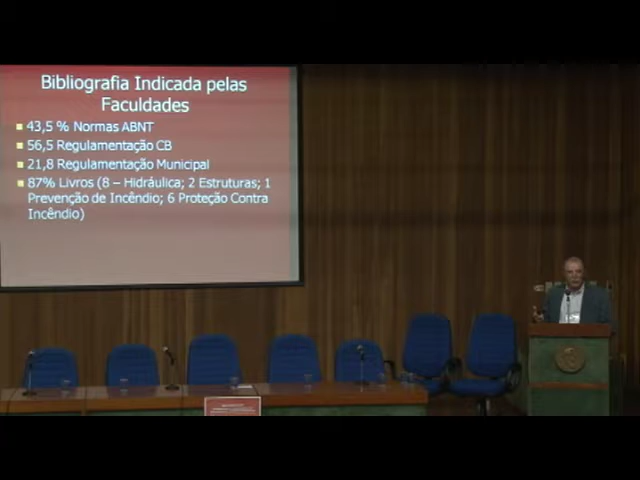 Bibliografia Indicada pelas
Faculdades
43,5 % Normas ABNT
56,5 Regulamentação CB
21,8 Regulamentação Municipal
87% Livros (8 – Hidráulica; 2 Estruturas; 1
Prevenção de Incêndio; 6 Proteção Contra
Incêndio)